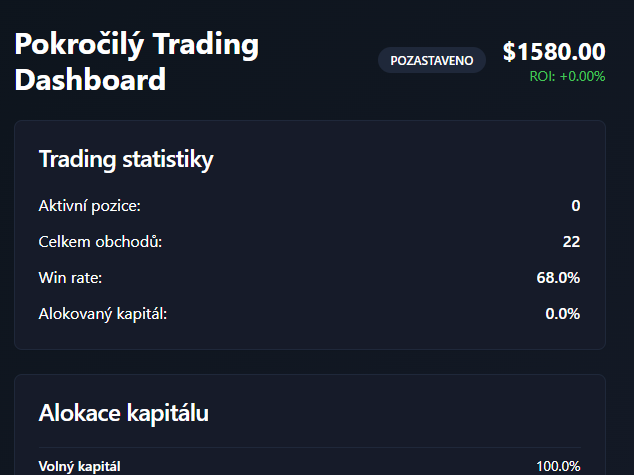 Pokročilý Trading
Dashboard
POZASTAVENO
$1580.00
ROI: +0.00%
Trading statistiky
Aktivní pozice: 0
Celkem obchodů: 22
Win rate: 68.0%
Alokovaný kapitál: 0.0%
Alokace kapitálu
Volný kapitál 100.0%